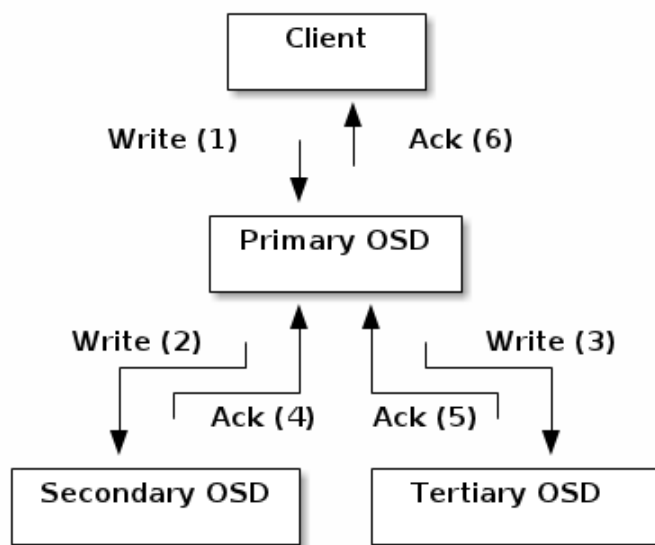 Client
Write (1)
Ack (6)
Primary OSD
Write (2)
Write (3)
Ack (4)
Ack (5)
Secondary OSD
Tertiary OSD